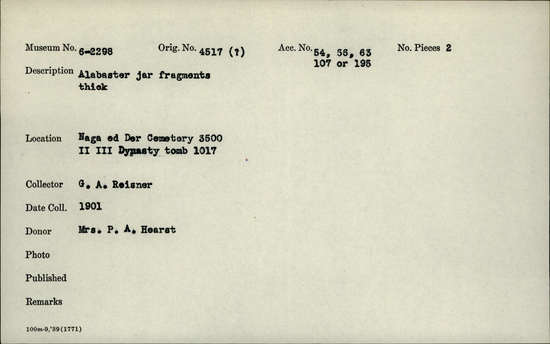 Museum No. 6-2298 Orig. No. 4517 (?) Acc. No. 54, 56, 63 No. Pieces 2
107 or 195
Description Alabaster jar fragments
thick
Location Naga ed Der Cemetery 3500
II III Dynasty tomb 1017
Collector G. A. Reisner
Date Coll. 1901
Donor Mrs. P. A. Hearst
Photo
Published
Remarks
100m-9,'39(1771)